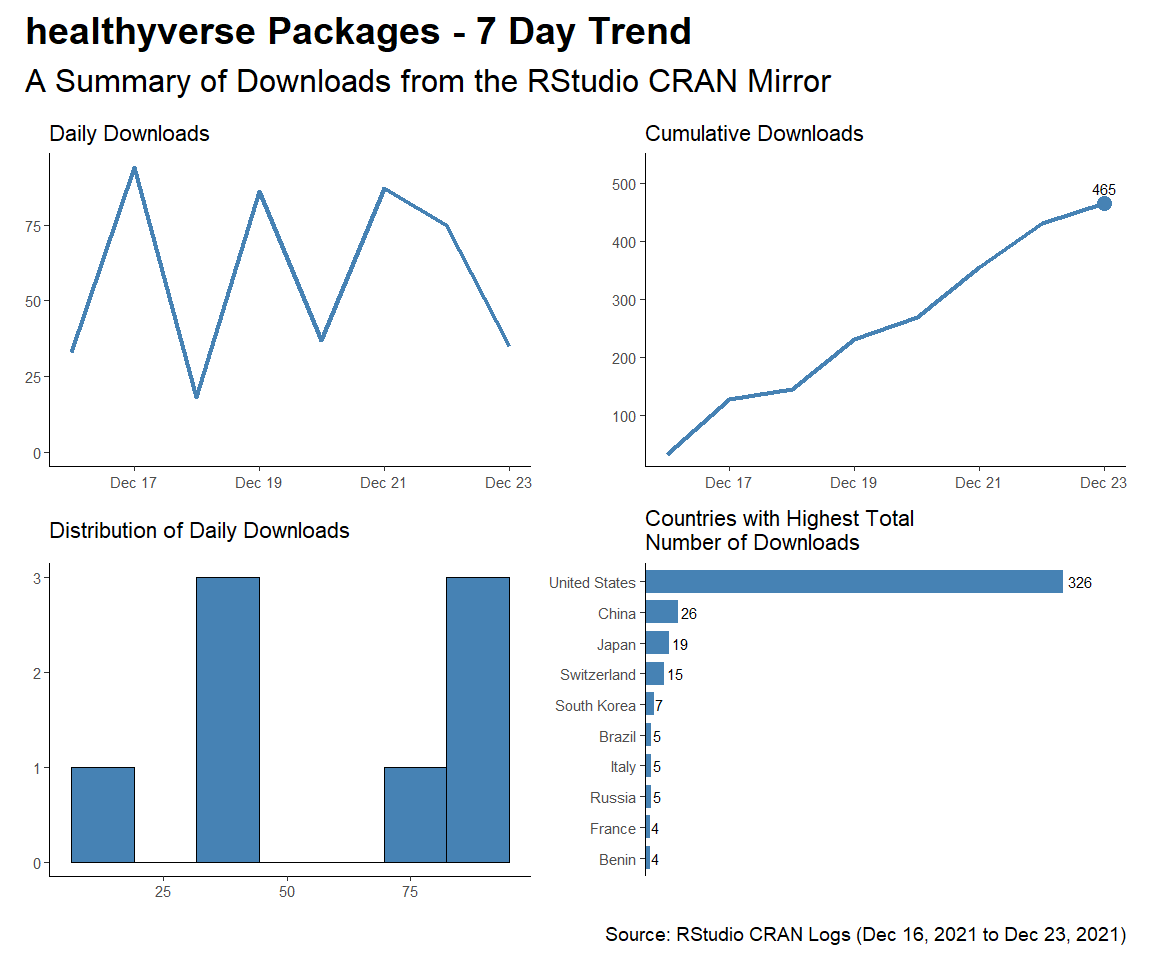 healthyverse Packages - 7 Day Trend
A Summary of Downloads from the RStudio CRAN Mirror
Daily Downloads
75
50
25
0
Dec 17 Dec 19 Dec 21 Dec 23
Cumulative Downloads
500
400
300
200
100
465
Dec 17 Dec 19 Dec 21 Dec 23
Distribution of Daily Downloads
3
2
1
0
25 50 75
Countries with Highest Total
Number of Downloads
United States 326
China 26
Japan 19
Switzerland 15
South Korea 7
Brazil 5
Italy 5
Russia 5
France 4
Benin 4
Source: RStudio CRAN Logs (Dec 16, 2021 to Dec 23, 2021)